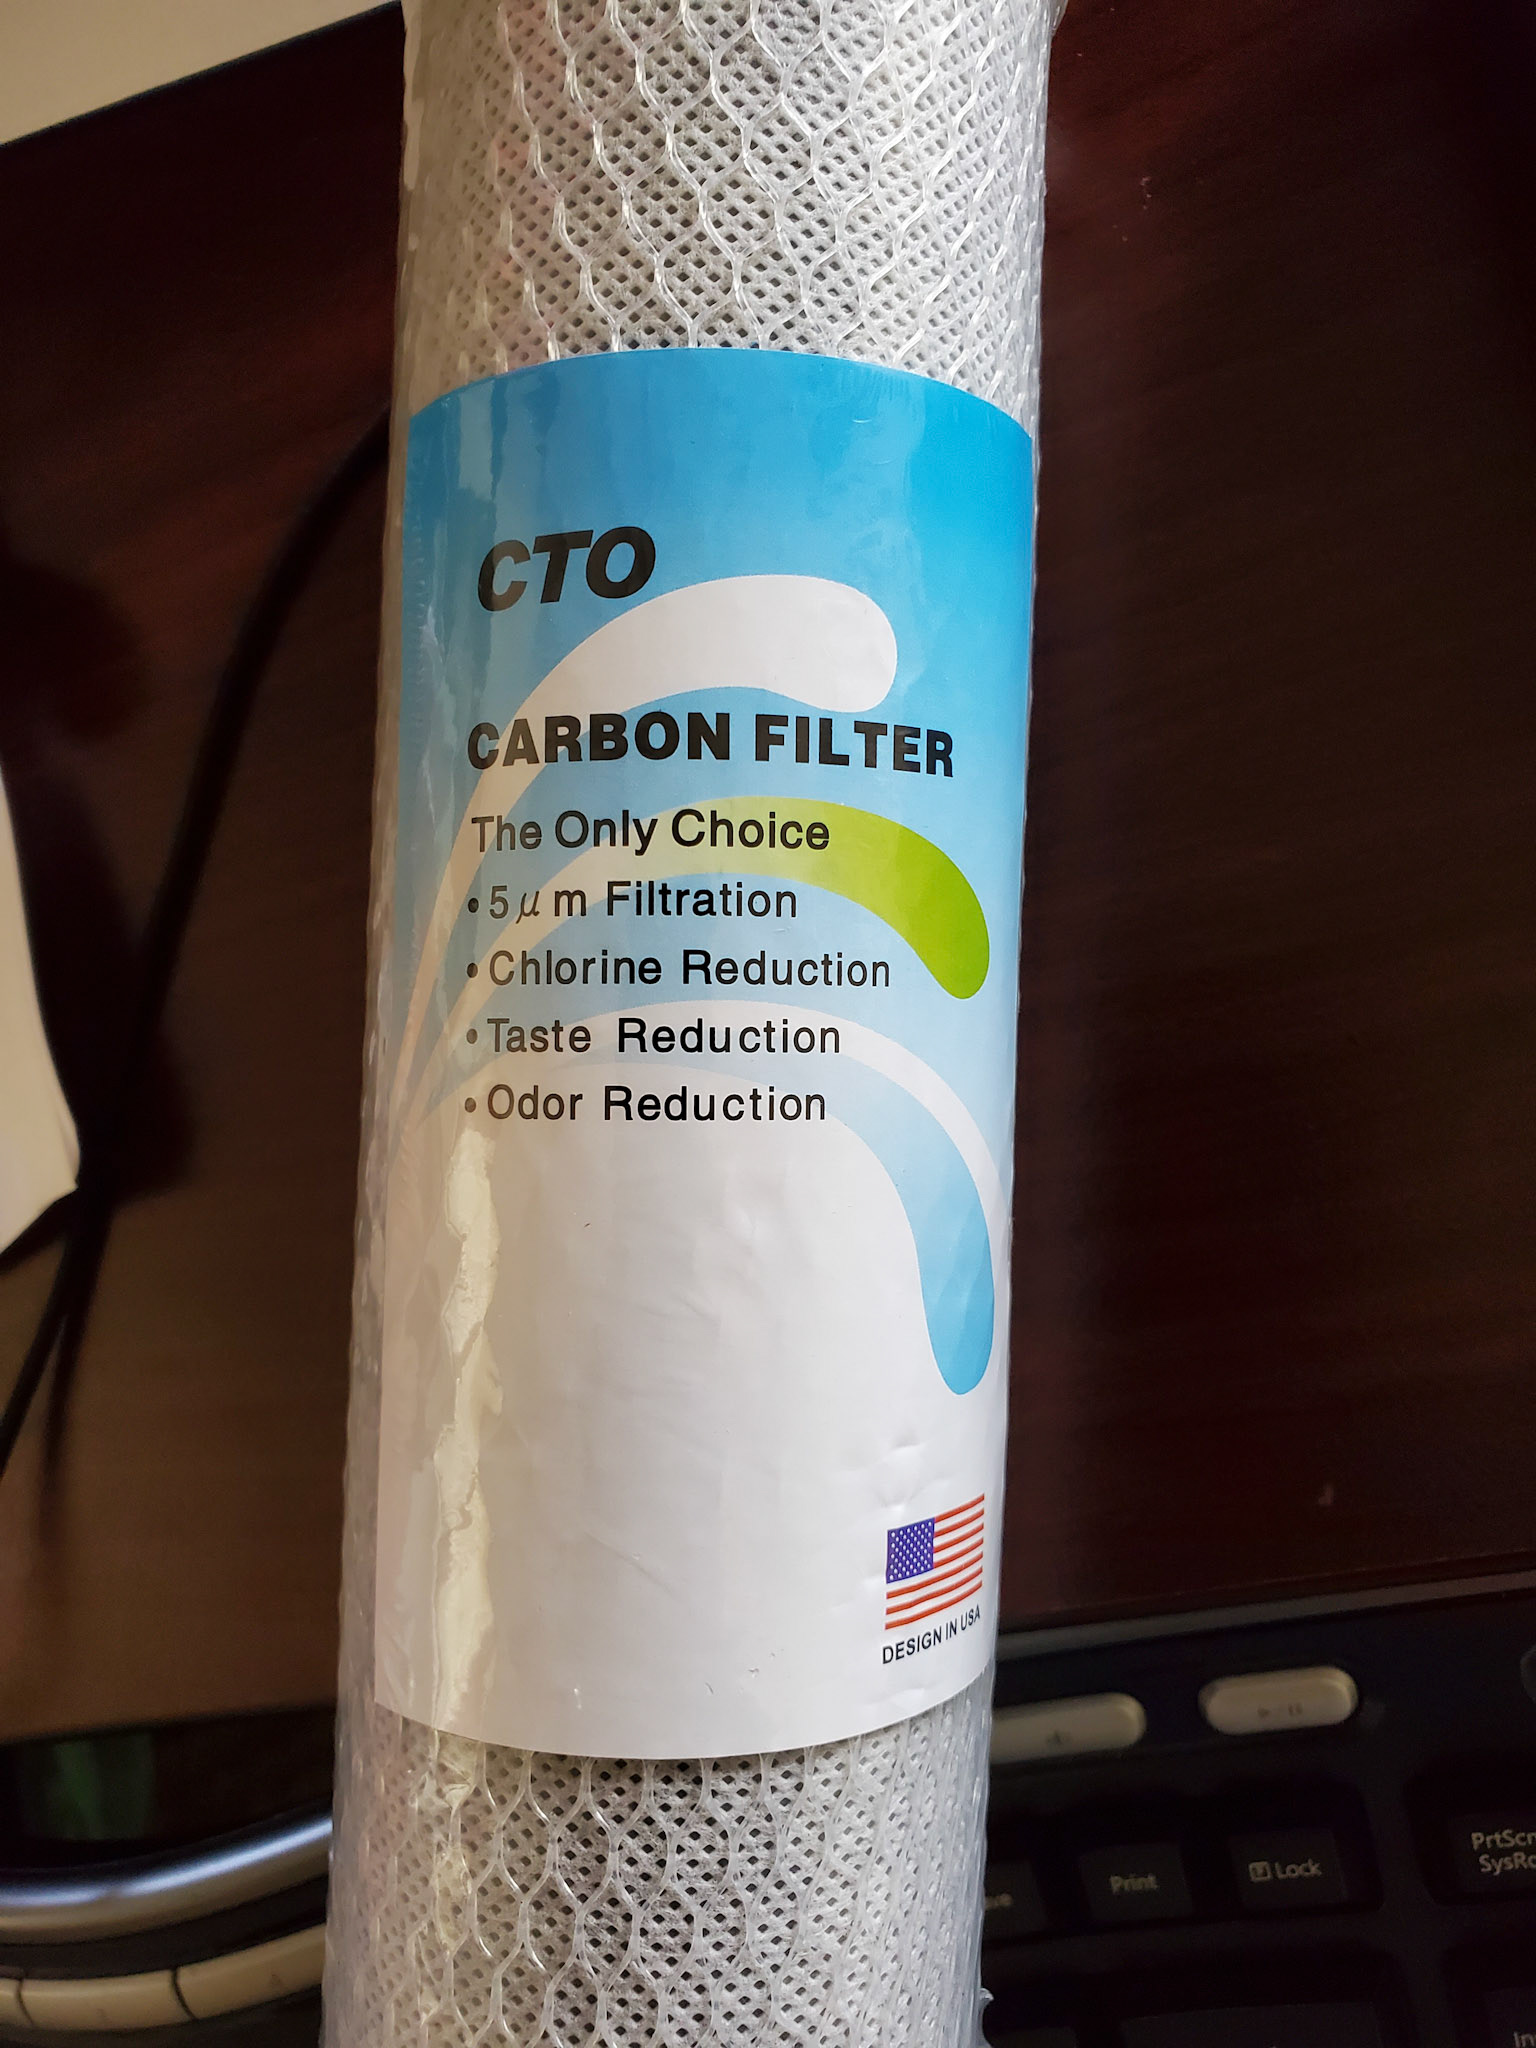 CTO
CARBON FILTER
The Only Choice
• 5μm Filtration
• Chlorine Reduction
• Taste Reduction
• Odor Reduction
DESIGN IN USA
Print
F Lock
PrtScr